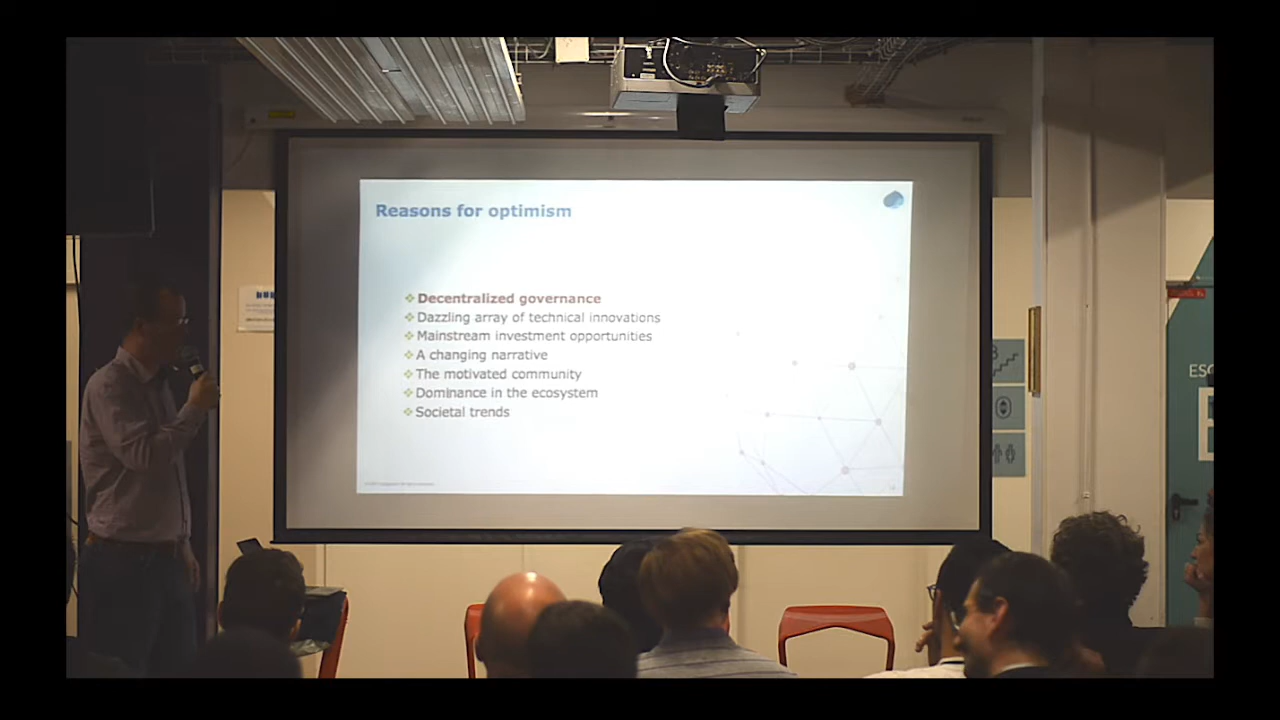 Reasons for optimism
❖Decentralized governance
❖Dazzling array of technical innovations
❖Mainstream investment opportunities
❖A changing narrative
❖The motivated community
❖Dominance in the ecosystem
❖Societal trends
ESC